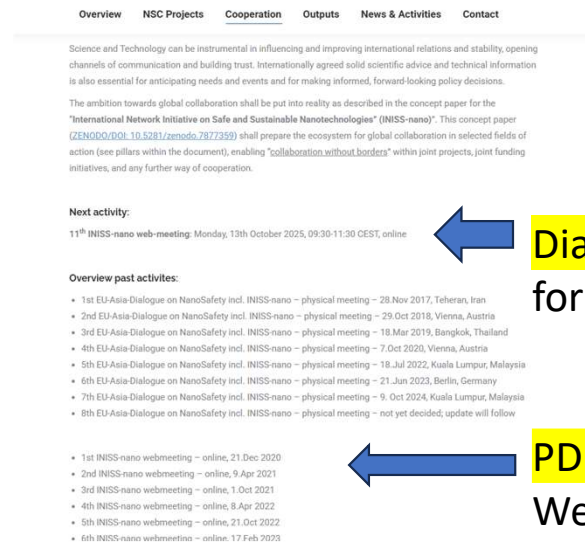 Overview NSC Projects Cooperation Outputs News & Activities Contact
Science and Technology can be instrumental in influencing and improving international relations and stability, opening
channels of communication and building trust. Internationally agreed solid scientific advice and technical information
is also essential for anticipating needs and events and for making informed, forward-looking policy decisions.
The ambition towards global collaboration shall be put into reality as described in the concept paper for the
"International Network Initiative on Safe and Sustainable Nanotechnologies" (INISS-nano)". This concept paper
(ZENODO/DOI: 10.5281/zenodo.7877359) shall prepare the ecosystem for global collaboration in selected fields of
action (see pillars within the document), enabling "collaboration without borders" within joint projects, joint funding
initiatives, and any further way of cooperation.
Next activity:
11th INISS-nano web-meeting: Monday, 13th October 2025, 09:30-11:30 CEST, online
Dia
for
Overview past activites:
• 1st EU-Asia-Dialogue on NanoSafety incl. INISS-nano – physical meeting – 28.Nov 2017, Teheran, Iran
• 2nd EU-Asia-Dialogue on NanoSafety incl. INISS-nano – physical meeting – 29.Oct 2018, Vienna, Austria
• 3rd EU-Asia-Dialogue on NanoSafety incl. INISS-nano – physical meeting – 18.Mar 2019, Bangkok, Thailand
• 4th EU-Asia-Dialogue on NanoSafety incl. INISS-nano – physical meeting – 7.Oct 2020, Vienna, Austria
• 5th EU-Asia-Dialogue on NanoSafety incl. INISS-nano – physical meeting – 18.Jul 2022, Kuala Lumpur, Malaysia
• 6th EU-Asia-Dialogue on NanoSafety incl. INISS-nano – physical meeting – 21.Jun 2023, Berlin, Germany
• 7th EU-Asia-Dialogue on NanoSafety incl. INISS-nano – physical meeting – 9. Oct 2024, Kuala Lumpur, Malaysia
• 8th EU-Asia-Dialogue on NanoSafety incl. INISS-nano – physical meeting – not yet decided; update will follow
• 1st INISS-nano webmeeting – online, 21.Dec 2020
• 2nd INISS-nano webmeeting – online, 9.Apr 2021
• 3rd INISS-nano webmeeting – online, 1.Oct 2021
• 4th INISS-nano webmeeting – online, 8.Apr 2022
• 5th INISS-nano webmeeting – online, 21.Oct 2022
• 6th INISS-nano webmeeting – online, 17.Feb 2023
PD
We